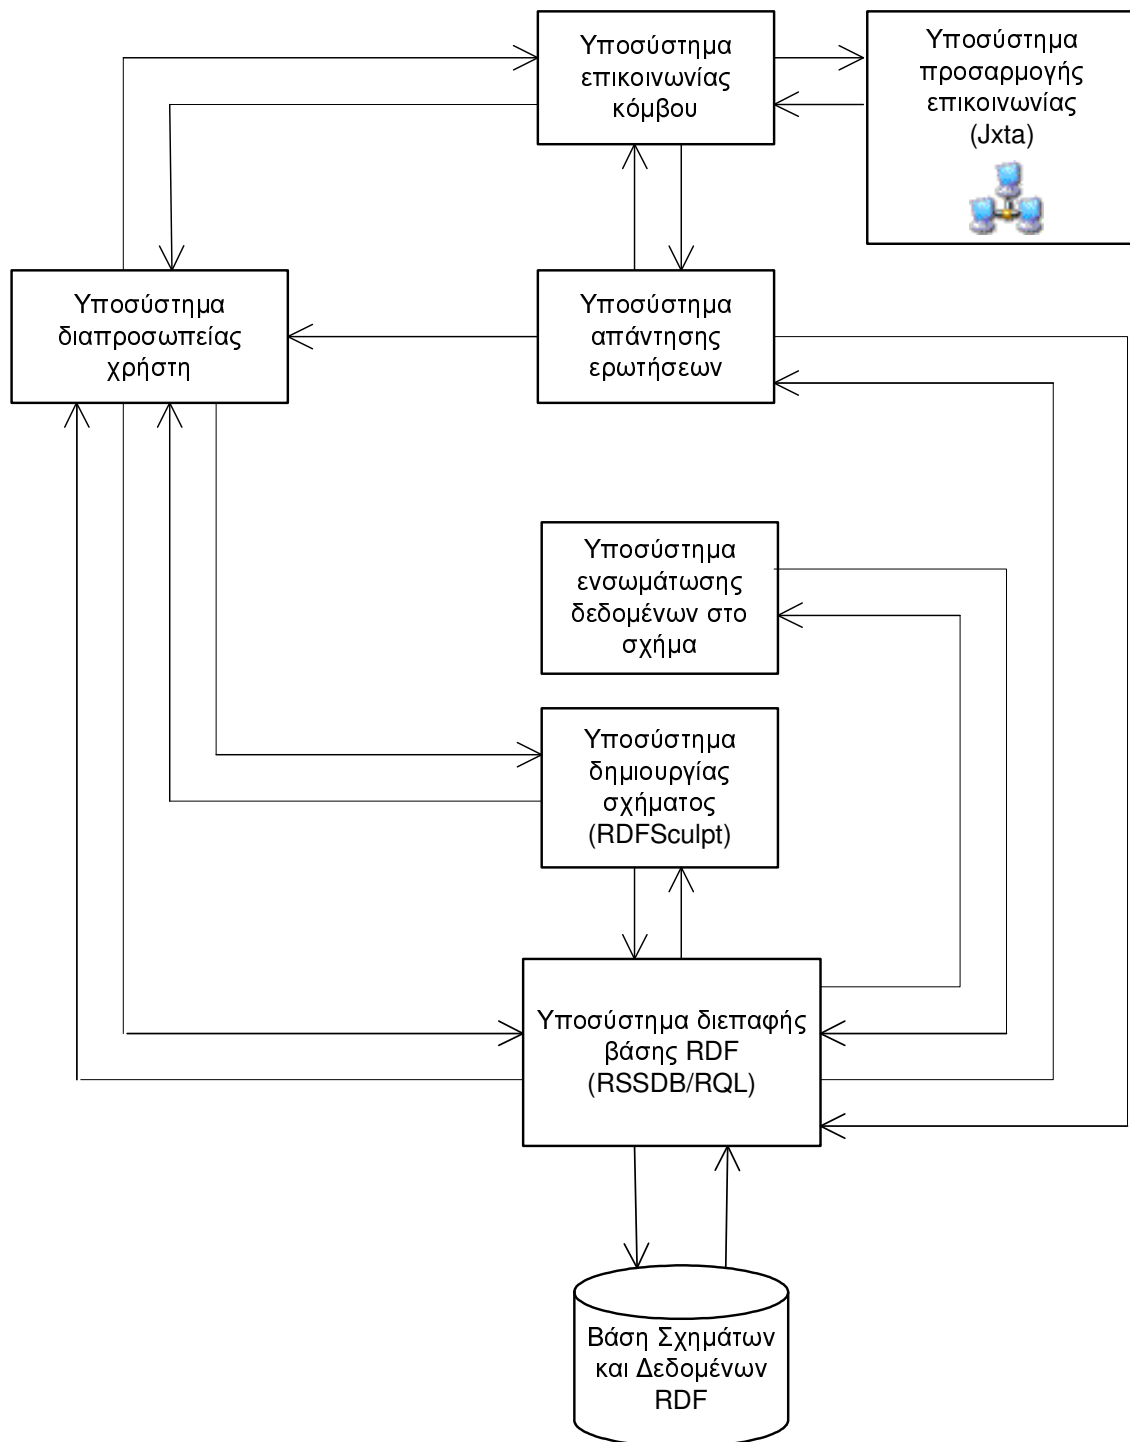 Υποσύστημα
επικοινωνίας
κόμβου
Υποσύστημα
προσαρμογής
επικοινωνίας
(Jxta)
Υποσύστημα
διαπροσωπείας
χρήστη
Υποσύστημα
απάντησης
ερωτήσεων
Υποσύστημα
ενσωμάτωσης
δεδομένων στο
σχήμα
Υποσύστημα
δημιουργίας
σχήματος
(RDFSculpt)
Υποσύστημα διεπαφής
βάσης RDF
(RSSDB/RQL)
Βάση Σχημάτων
και Δεδομένων
RDF